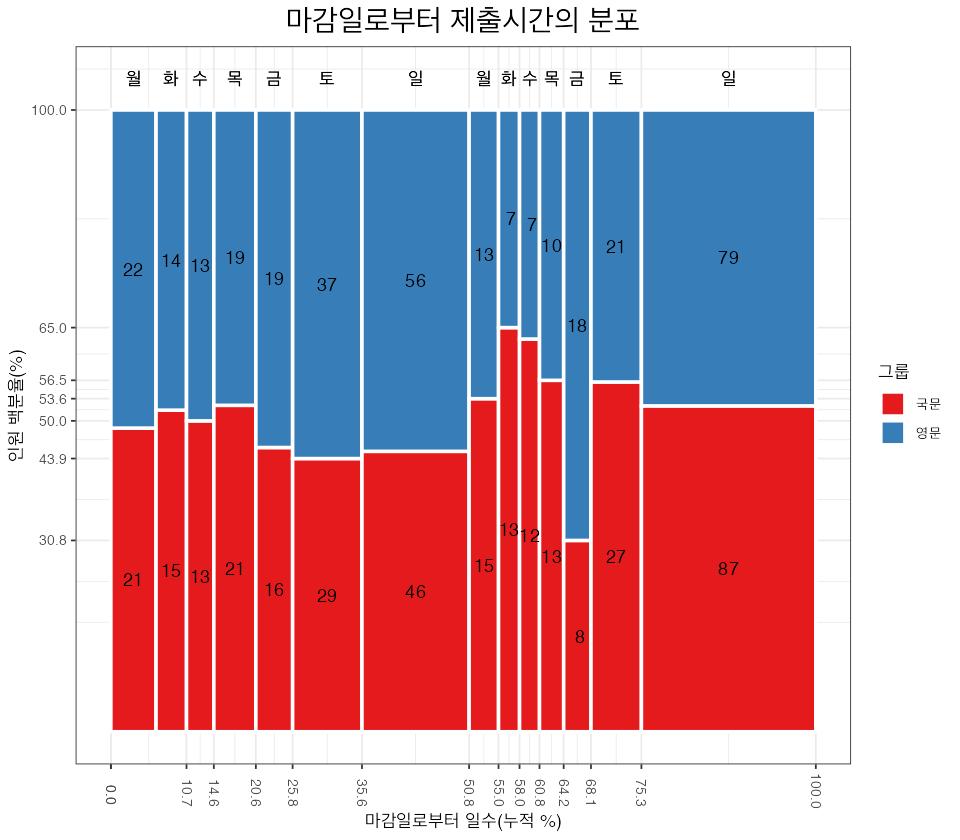 마감일로부터 제출시간의 분포
월 화 수 목 금 토 일 월 화 수 목 금 토 일
100.0
65.0
56.5
53.6
50.0
43.9
30.8
인원 백분율(%)
22 14 13 19 19 37 56 13 7 7 10 18 21 79
21 15 13 21 16 29 46 15 13 12 13 8 27 87
그룹
국문
영문
0.0 10.7 14.6 20.6 25.8 35.6 50.8 55.0 58.0 60.8 64.2 68.1 75.3 100.0
마감일로부터 일수(누적 %)